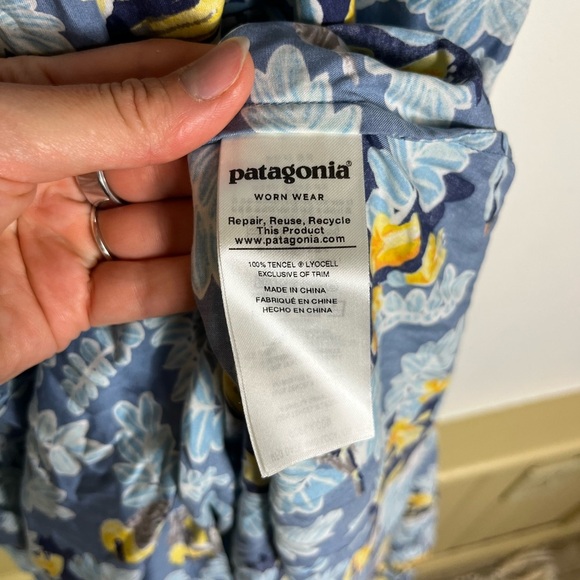 patagonia®
WORN WEAR
Repair, Reuse, Recycle
This Product
www.patagonia.com
100% TENCEL ® LYOCELL
EXCLUSIVE OF TRIM
MADE IN CHINA
FABRIQUÉ EN CHINE
HECHO EN CHINA